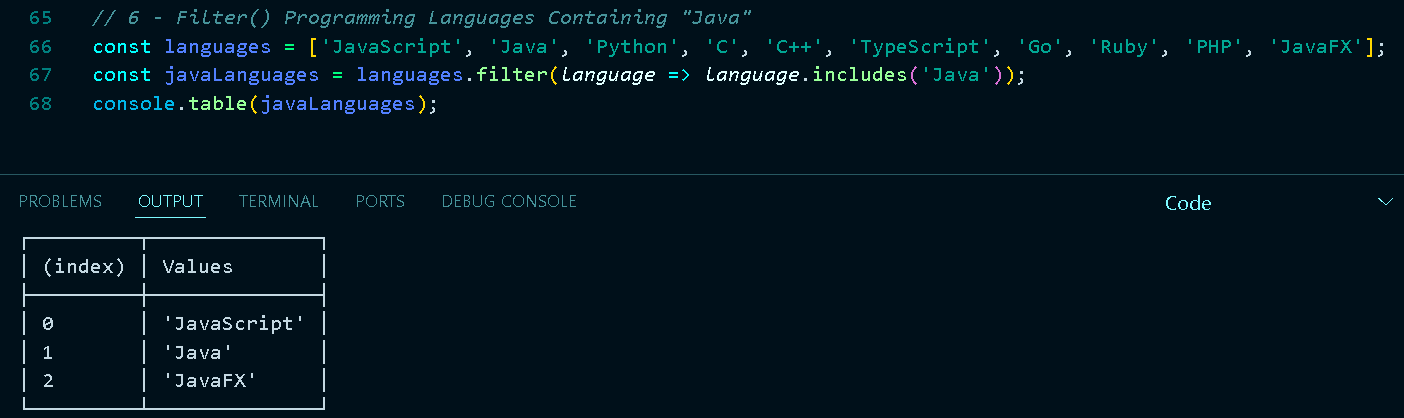 65 // 6 - Filter() Programming Languages Containing "Java"
66 const languages = ['JavaScript', 'Java', 'Python', 'C', 'C++', 'TypeScript', 'Go', 'Ruby', 'PHP', 'JavaFX'];
67 const javaLanguages = languages.filter(language => language.includes('Java'));
68 console.table(javaLanguages);
PROBLEMS OUTPUT TERMINAL PORTS DEBUG CONSOLE Code
(index) Values
0 'JavaScript'
1 'Java'
2 'JavaFX'